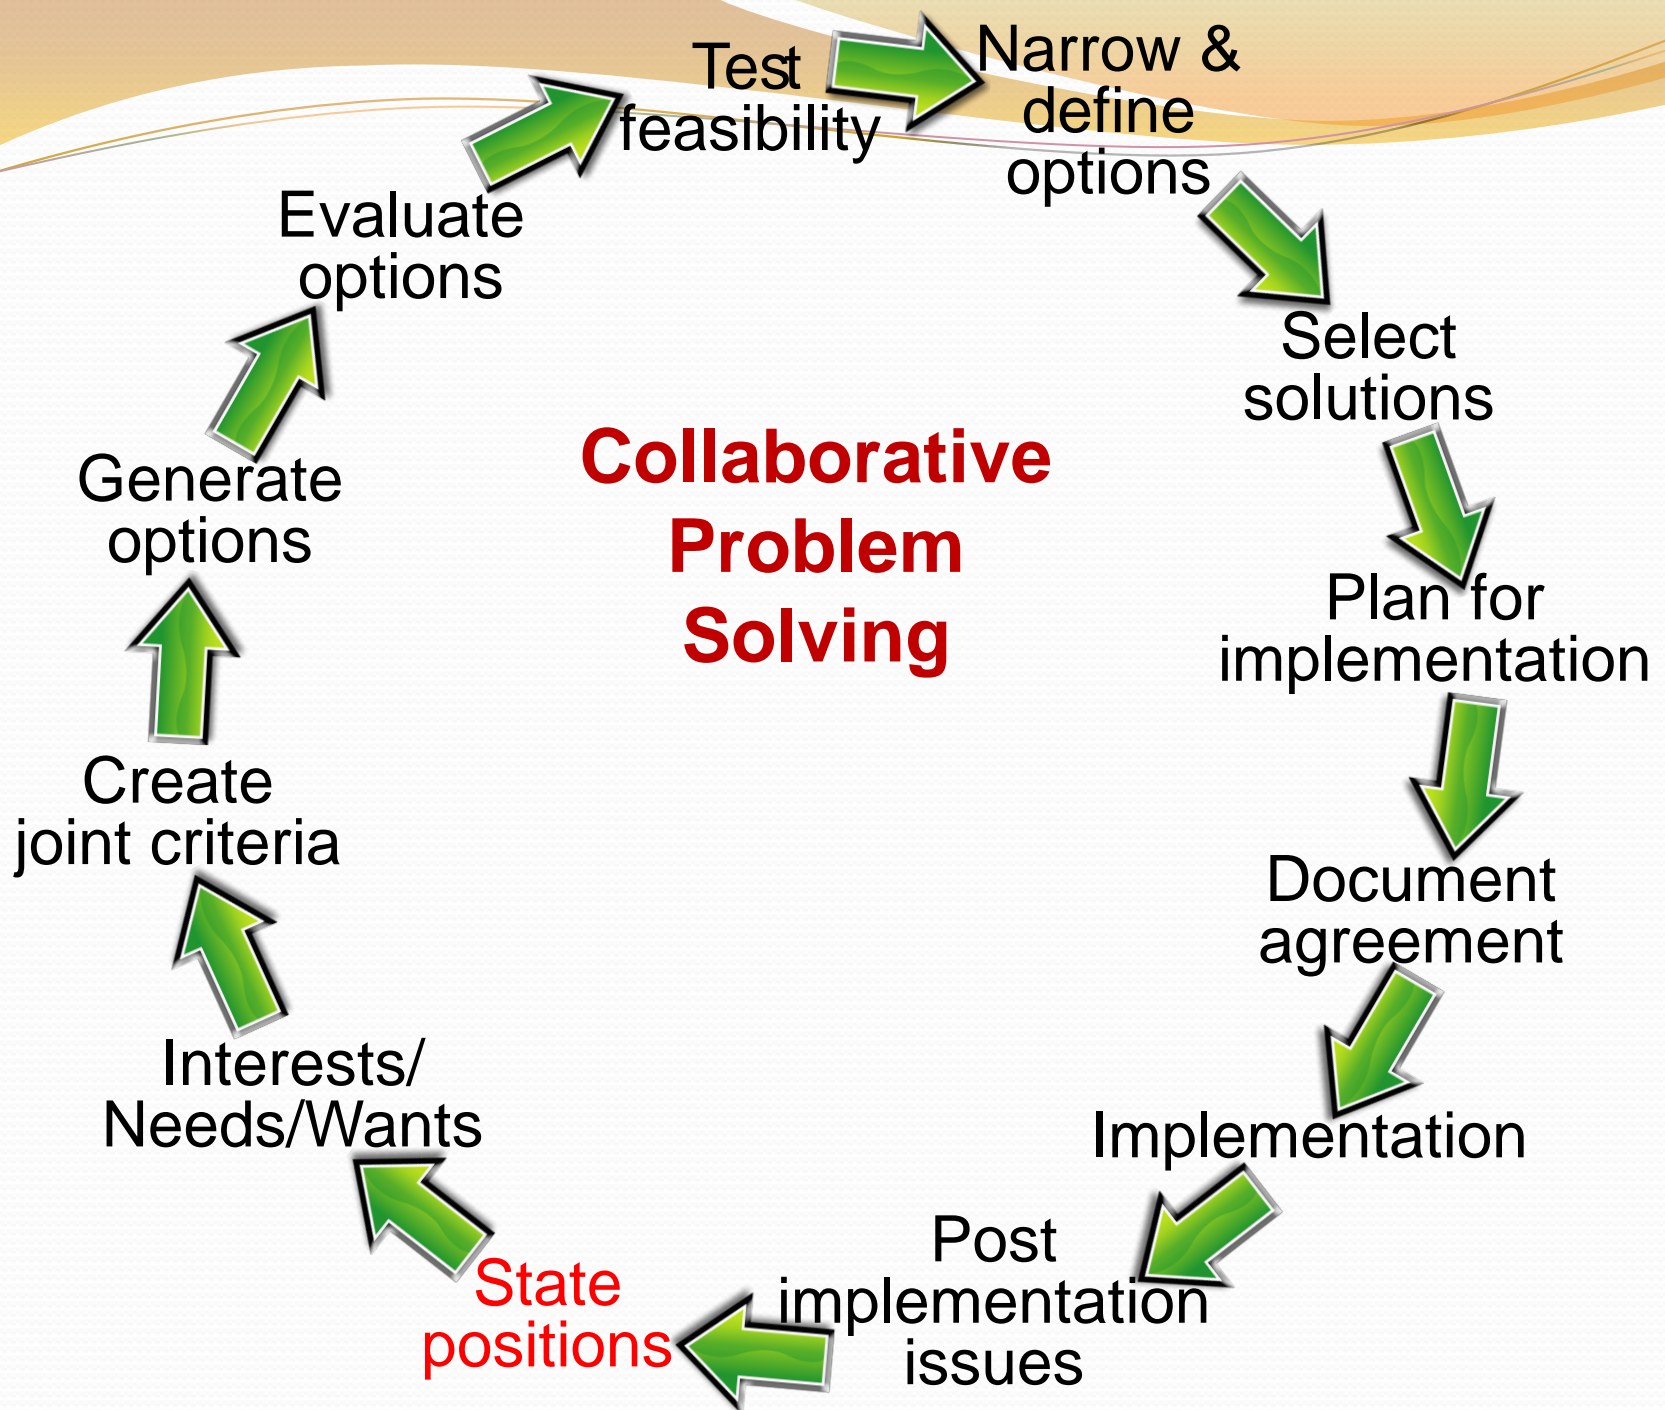 Test
feasibility
Narrow &
define
options
Evaluate
options
Select
solutions
Collaborative
Problem
Solving
Generate
options
Plan for
implementation
Create
joint criteria
Document
agreement
Interests/
Needs/Wants
Implementation
Post
implementation
issues
State
positions